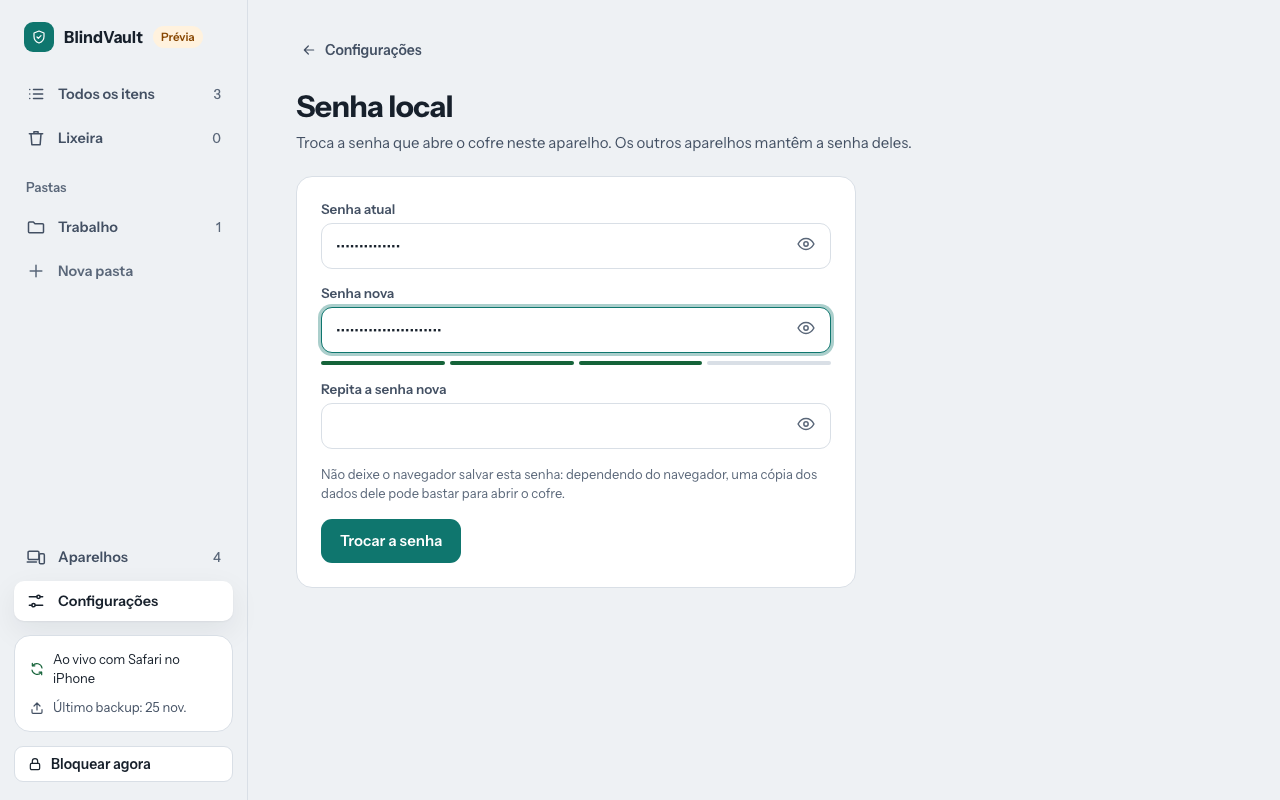 BlindVault Prévia
Todos os itens 3
Lixeira 0
Pastas
Trabalho 1
Nova pasta
Aparelhos 4
Configurações
Ao vivo com Safari no
iPhone
Último backup: 25 nov.
Bloquear agora
Configurações
Senha local
Troca a senha que abre o cofre neste aparelho. Os outros aparelhos mantêm a senha deles.
Senha atual
Senha nova
Repita a senha nova
Não deixe o navegador salvar esta senha: dependendo do navegador, uma cópia dos
dados dele pode bastar para abrir o cofre.
Trocar a senha